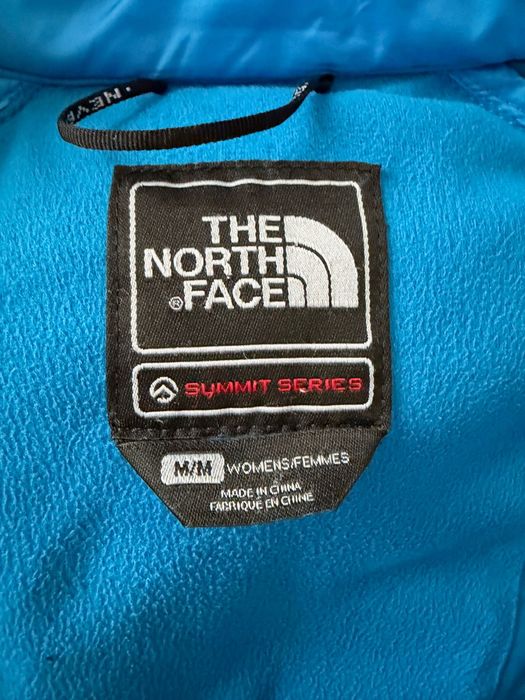 THE
NORTH
®FACE
SUMMIT SERIES
M/M WOMENS/FEMMES
MADE IN CHINA
FABRIQUÉ EN CHINE